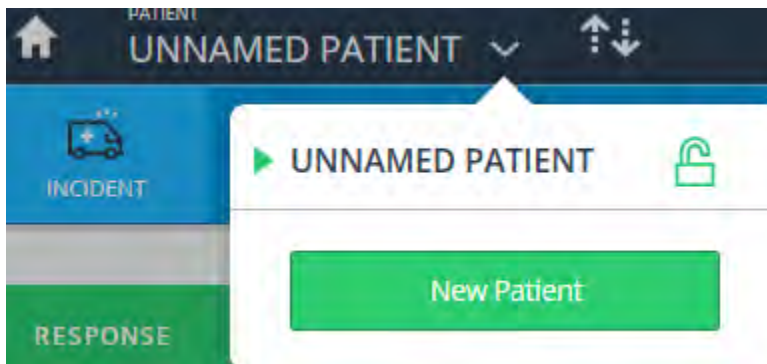 PATIENT
UNNAMED PATIENT
INCIDENT
UNNAMED PATIENT
New Patient
RESPONSE